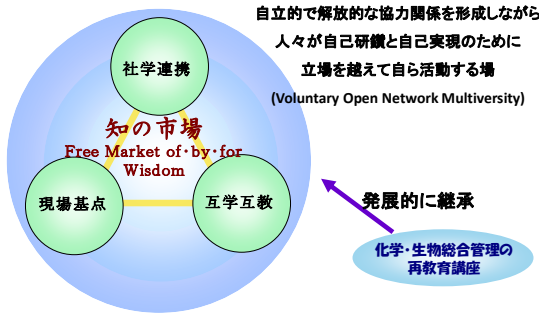 自立的で解放的な協力関係を形成しながら
人々が自己研鑽と自己実現のために
立場を越えて自ら活動する場
(Voluntary Open Network Multiversity)
社学連携
知の市場
Free Market of・by・for
Wisdom
現場基点
互学互教
発展的に継承
化学・生物総合管理の
再教育講座